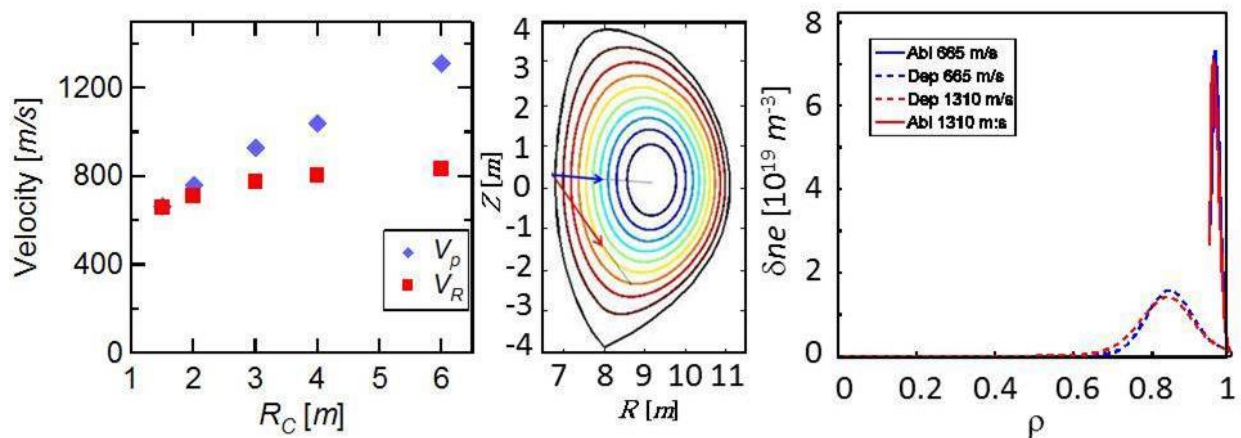 Velocity [m/s]
1200
800
400
0
1 2 3 4 5 6
R_C [m]
V_p
V_R
Z [m]
4
3
2
1
0
-1
-2
-3
-4
7 8 9 10 11
R [m]
δne [10^19 m^-3]
8
6
4
2
0
0 0.2 0.4 0.6 0.8 1
ρ
Abl 665 m/s
Dep 665 m/s
Dep 1310 m/s
Abl 1310 m:s